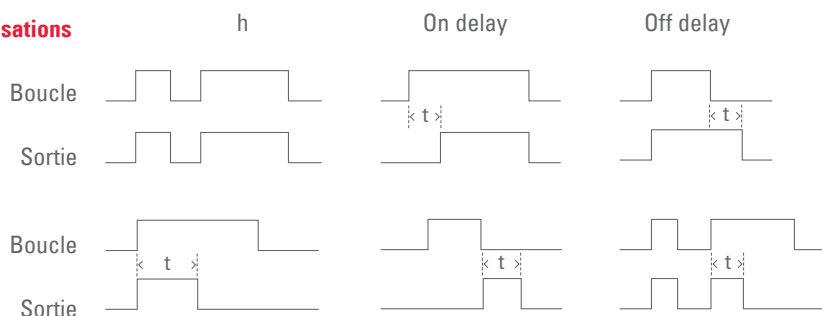 sations h On delay Off delay
Boucle
t t
Sortie
Boucle
t t t
Sortie